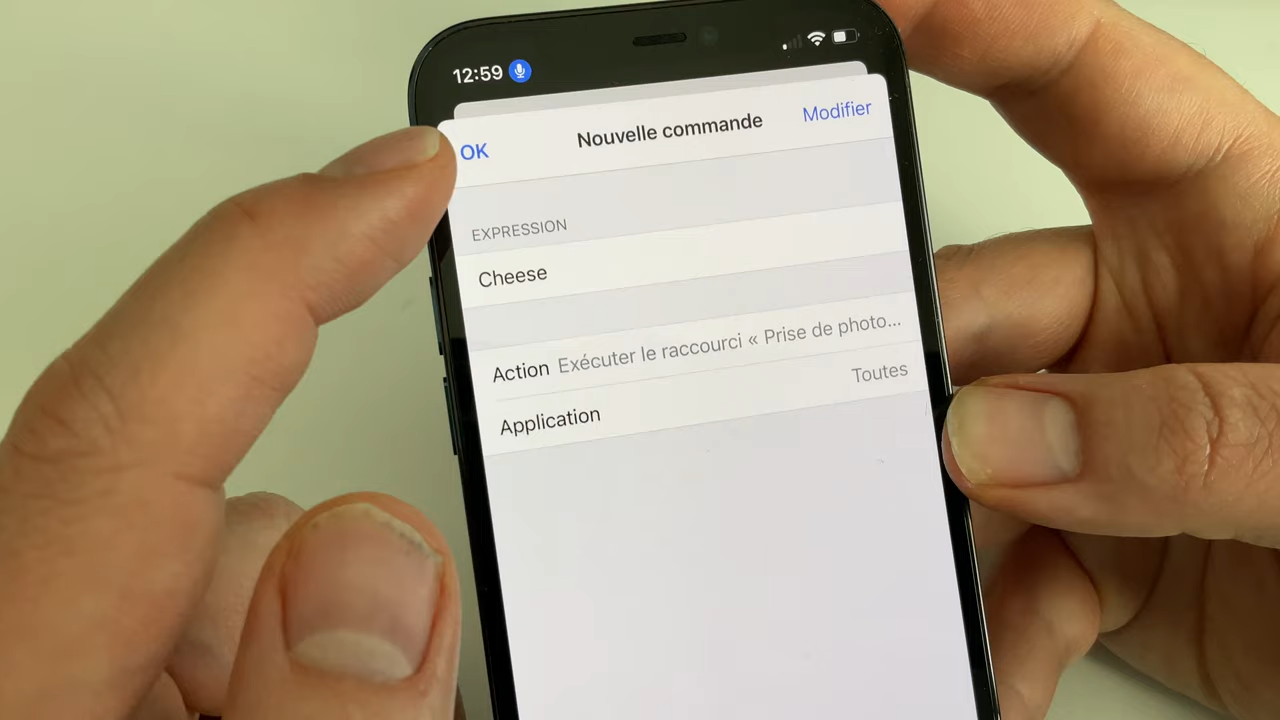 12:59
OK Nouvelle commande Modifier
EXPRESSION
Cheese
Action Exécuter le raccourci « Prise de photo...
Application Toutes